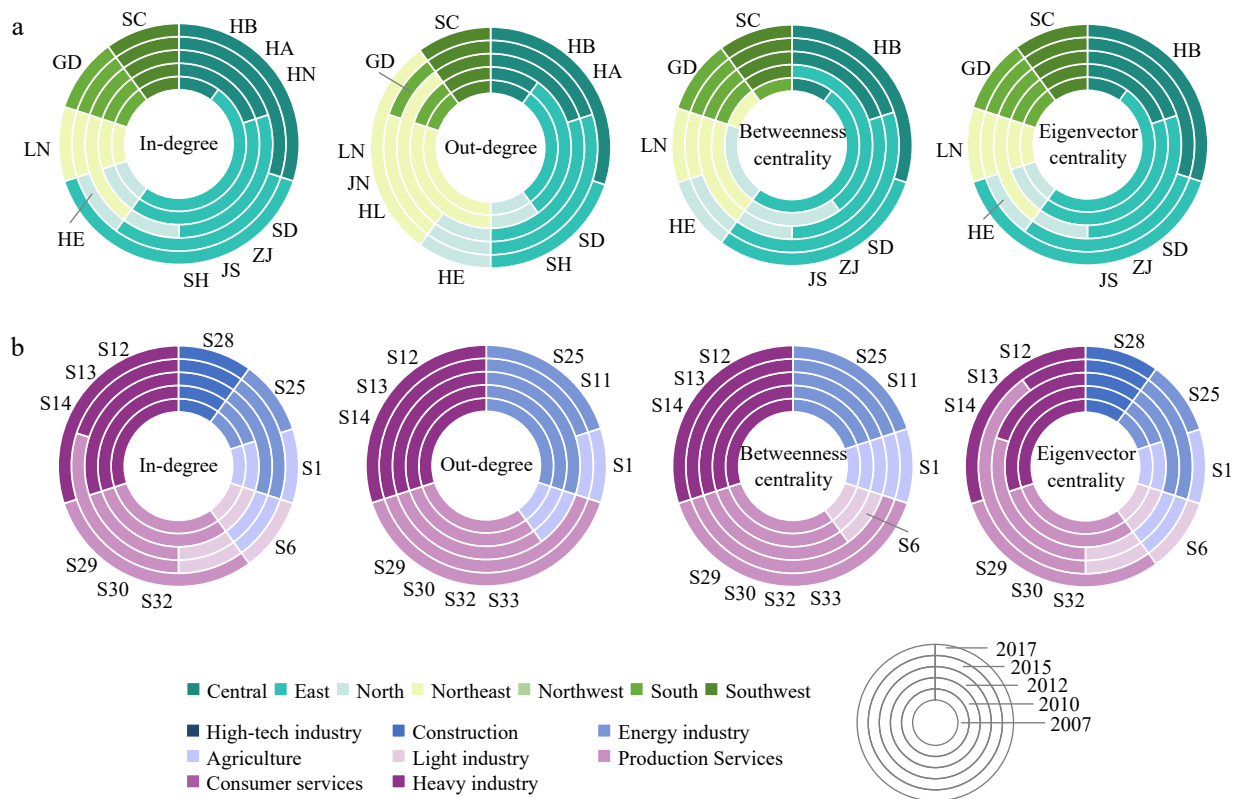 a
SC
HB
HA
HN
GD
In-degree
LN
HE
SD
ZJ
JS
SH
SC
HB
HA
GD
Out-degree
LN
JN
HL
HE
SD
SH
SC
HB
GD
Betweenness
centrality
LN
HE
SD
ZJ
JS
SC
HB
GD
Eigenvector
centrality
LN
HE
SD
ZJ
JS
b
S12
S28
S13
S25
S14
In-degree
S1
S6
S29
S30
S32
S12
S25
S13
S11
S14
Out-degree
S1
S29
S30
S32
S33
S12
S25
S13
S11
S14
Betweenness
centrality
S1
S6
S29
S30
S32
S33
S12
S28
S13
S25
S14
Eigenvector
centrality
S1
S6
S29
S30
S32
Central East North Northeast Northwest South Southwest
High-tech industry Construction Energy industry
Agriculture Light industry Production Services
Consumer services Heavy industry
2017
2015
2012
2010
2007